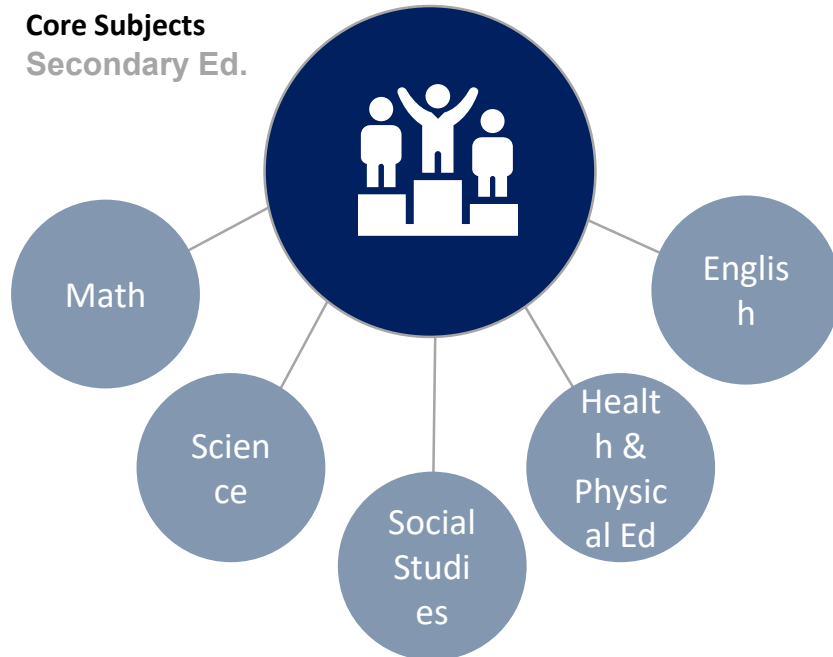 Core Subjects
Secondary Ed.
Math
Scien
ce
Social
Studi
es
Healt
h &
Physic
al Ed
Englis
h